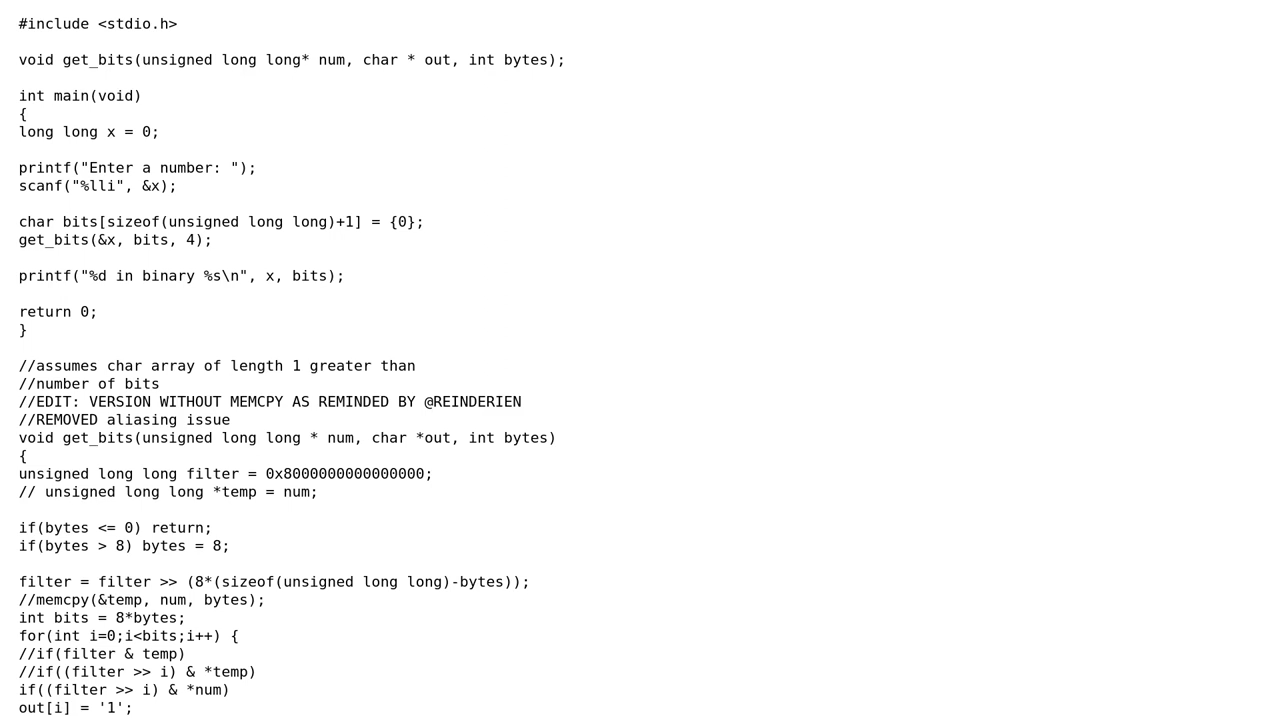 #include <stdio.h>
void get_bits(unsigned long long* num, char * out, int bytes);
int main(void)
{
long long x = 0;
printf("Enter a number: ");
scanf("%lli", &x);
char bits[sizeof(unsigned long long)+1] = {0};
get_bits(&x, bits, 4);
printf("%d in binary %s\n", x, bits);
return 0;
}
//assumes char array of length 1 greater than
//number of bits
//EDIT: VERSION WITHOUT MEMCPY AS REMINDED BY @REINDERIEN
//REMOVED aliasing issue
void get_bits(unsigned long long * num, char *out, int bytes)
{
unsigned long long filter = 0x8000000000000000;
// unsigned long long *temp = num;
if(bytes <= 0) return;
if(bytes > 8) bytes = 8;
filter = filter >> (8*(sizeof(unsigned long long)-bytes));
//memcpy(&temp, num, bytes);
int bits = 8*bytes;
for(int i=0;i<bits;i++) {
//if(filter & temp)
//if((filter >> i) & *temp)
if((filter >> i) & *num)
out[i] = '1';